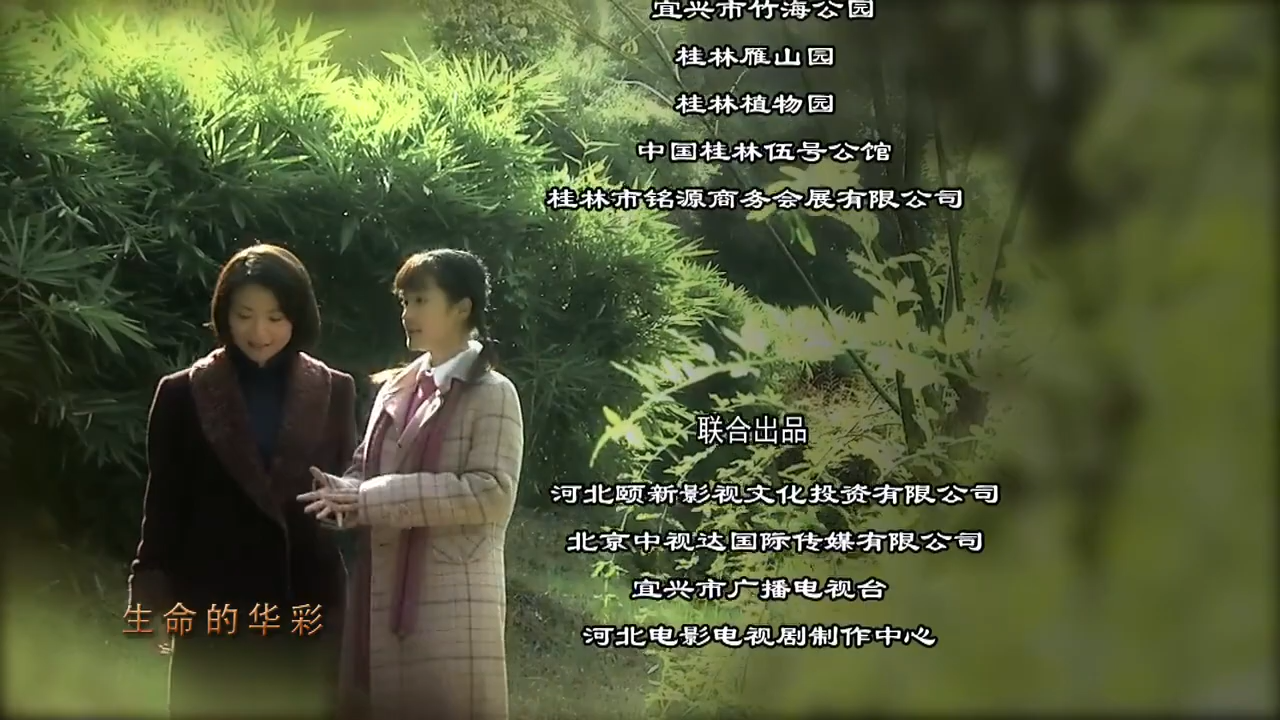 宜兴市竹海公园
桂林雁山园
桂林植物园
中国桂林伍号公馆
桂林市铭源商务会展有限公司
联合出品
河北颐新影视文化投资有限公司
北京中视达国际传媒有限公司
宜兴市广播电视台
河北电影电视剧制作中心
生命的华彩